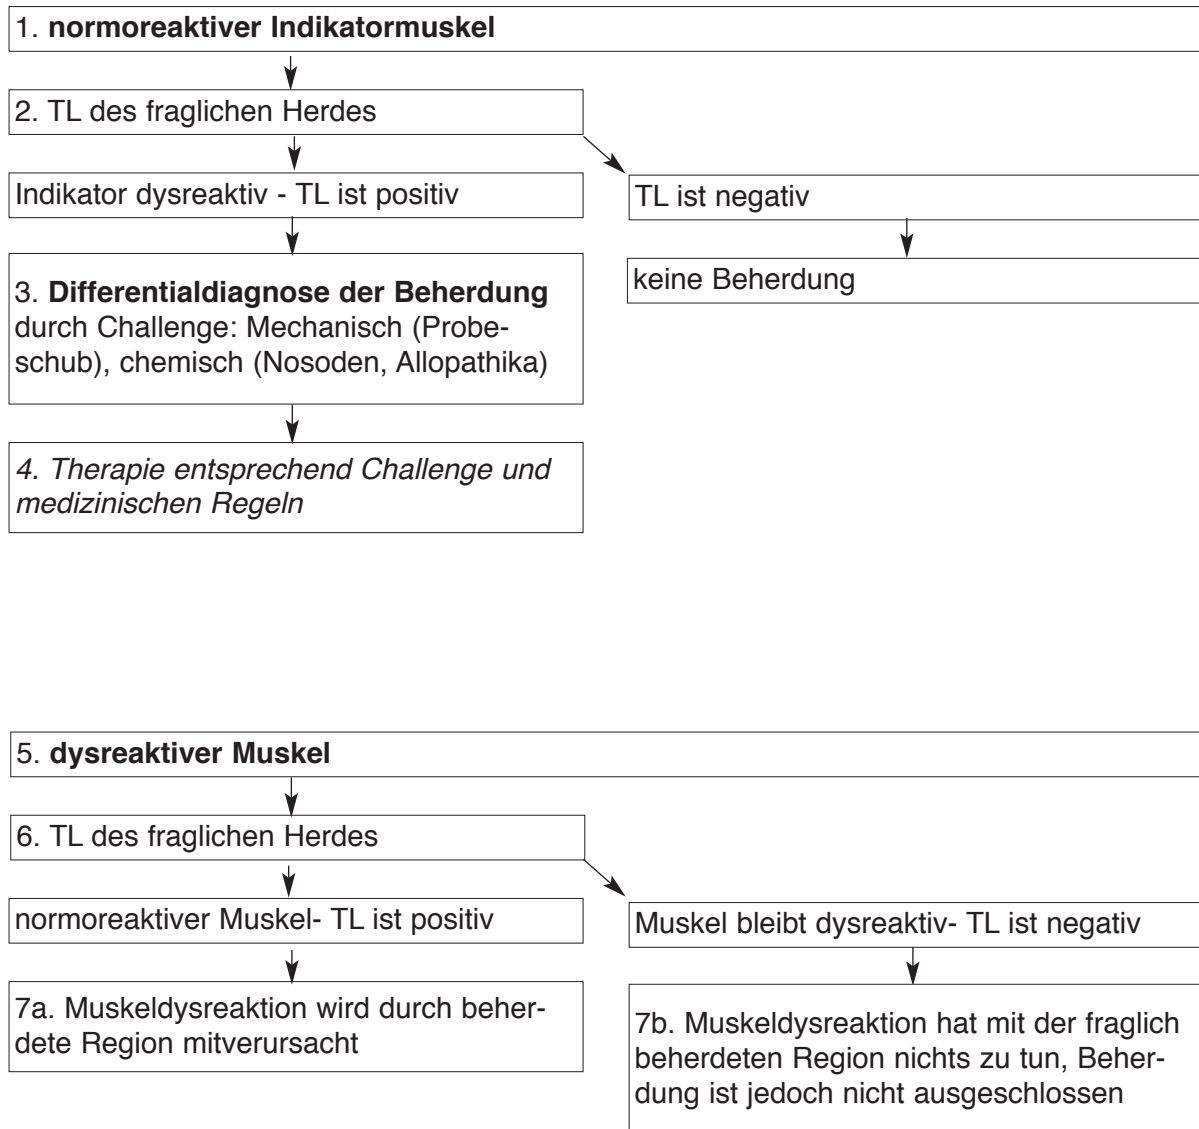 1. normoreaktiver Indikatormuskel
2. TL des fraglichen Herdes
Indikator dysreaktiv - TL ist positiv
TL ist negativ
3. Differentialdiagnose der Beherdung
durch Challenge: Mechanisch (Probe-
schub), chemisch (Nosoden, Allopathika)
keine Beherdung
4. Therapie entsprechend Challenge und
medizinischen Regeln
5. dysreaktiver Muskel
6. TL des fraglichen Herdes
normoreaktiver Muskel- TL ist positiv
Muskel bleibt dysreaktiv- TL ist negativ
7a. Muskeldysreaktion wird durch beher-
dete Region mitverursacht
7b. Muskeldysreaktion hat mit der fraglich
beherdeten Region nichts zu tun, Beher-
dung ist jedoch nicht ausgeschlossen